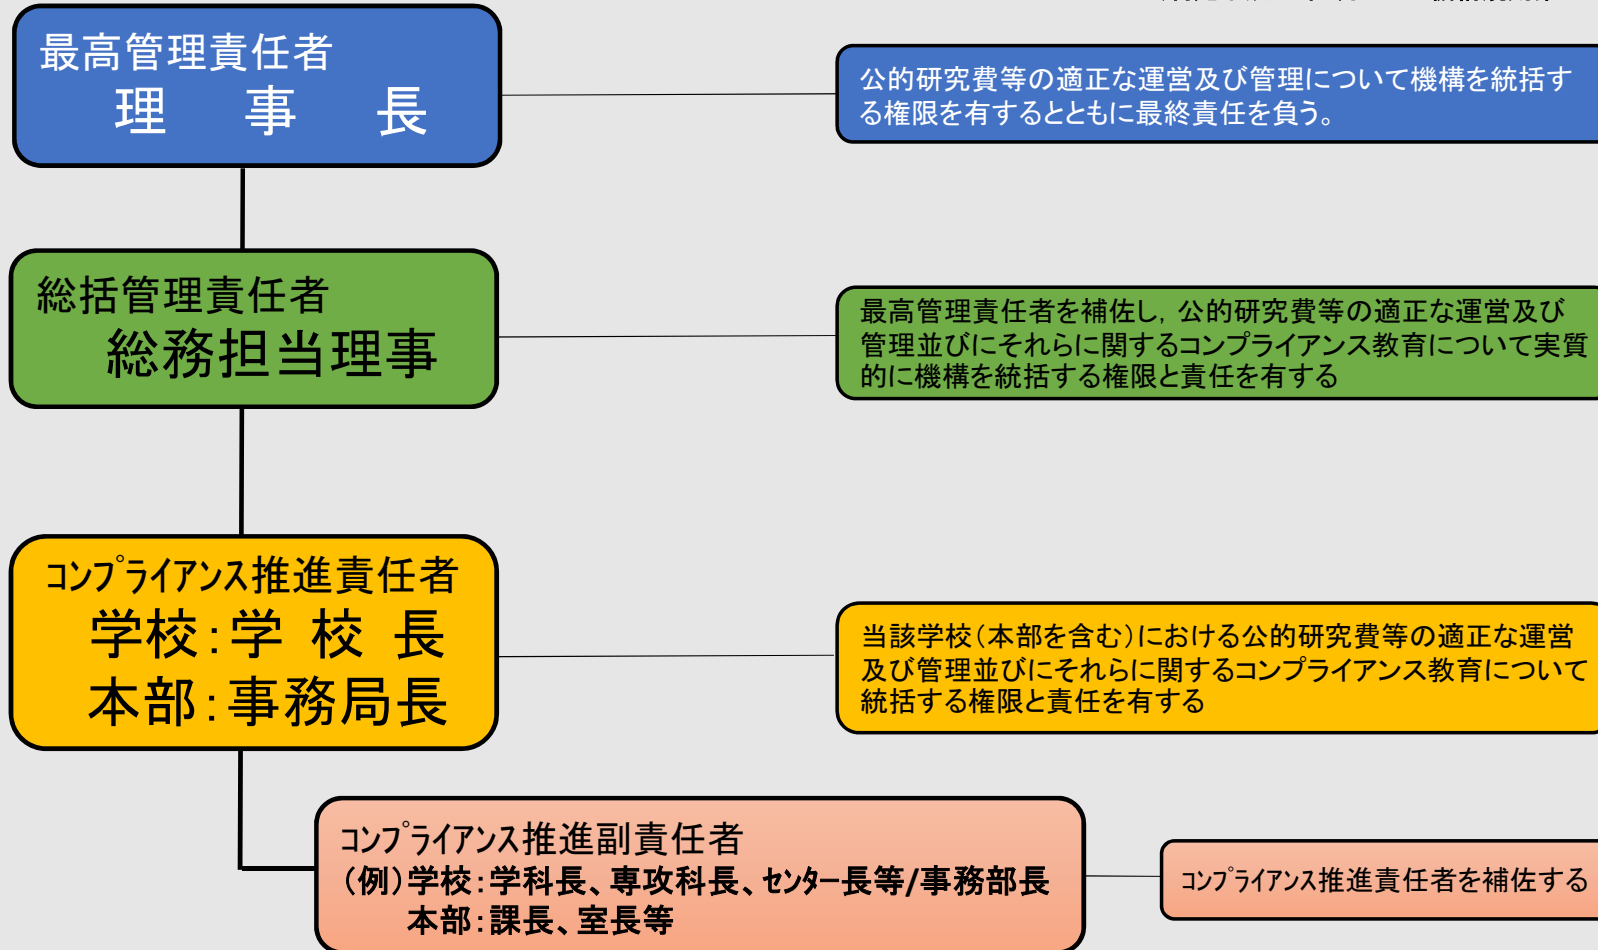 最高管理責任者
理 事 長
公的研究費等の適正な運営及び管理について機構を統括す
る権限を有するとともに最終責任を負う。
総括管理責任者
総務担当理事
最高管理責任者を補佐し，公的研究費等の適正な運営及び
管理並びにそれらに関するコンプライアンス教育について実質
的に機構を統括する権限と責任を有する
コンプライアンス推進責任者
学校：学 校 長
本部：事務局長
当該学校（本部を含む）における公的研究費等の適正な運営
及び管理並びにそれらに関するコンプライアンス教育について
統括する権限と責任を有する
コンプライアンス推進副責任者
（例）学校：学科長、専攻科長、センター長等/事務部長
本部：課長、室長等
コンプライアンス推進責任者を補佐する